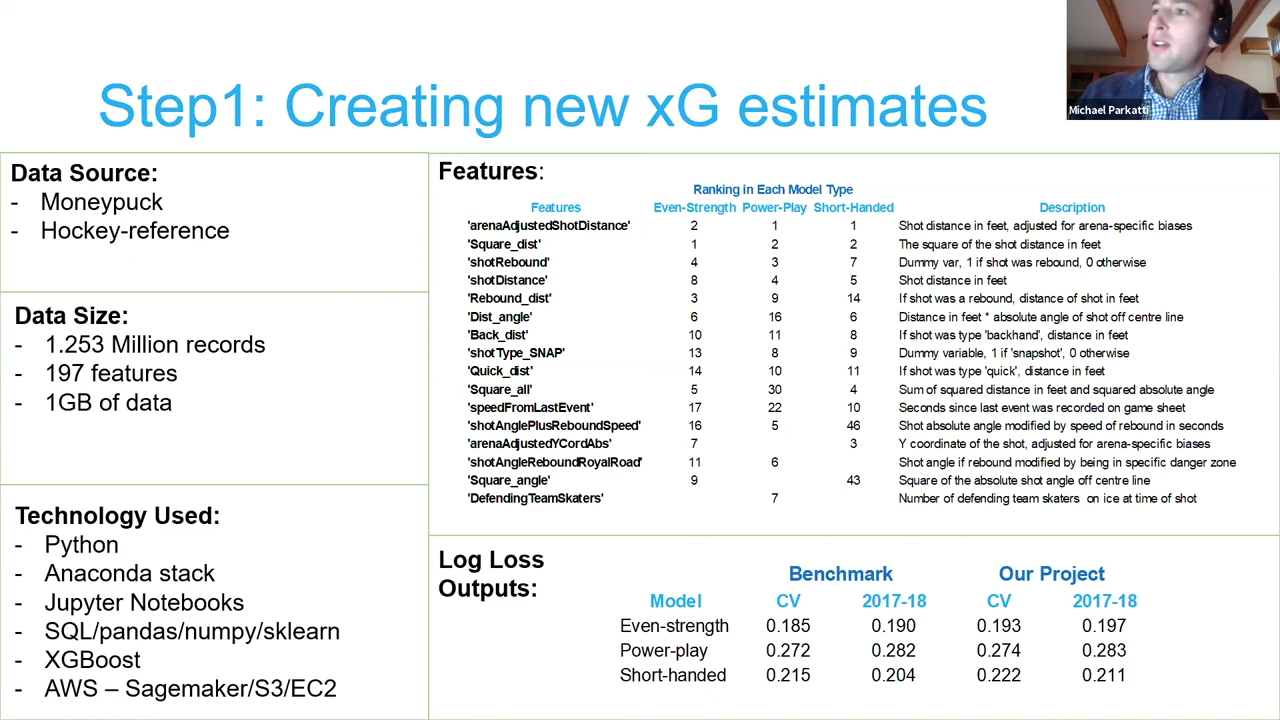 Step1: Creating new xG estimates
Michael Parkatti
Data Source:
- Moneypuck
- Hockey-reference
Data Size:
- 1.253 Million records
- 197 features
- 1GB of data
Technology Used:
- Python
- Anaconda stack
- Jupyter Notebooks
- SQL/pandas/numpy/sklearn
- XGBoost
- AWS – Sagemaker/S3/EC2
Features:
Ranking in Each Model Type
Features Even-Strength Power-Play Short-Handed Description
'arenaAdjustedShotDistance' 2 1 1 Shot distance in feet, adjusted for arena-specific biases
'Square_dist' 1 2 2 The square of the shot distance in feet
'shotRebound' 4 3 7 Dummy var, 1 if shot was rebound, 0 otherwise
'shotDistance' 8 4 5 Shot distance in feet
'Rebound_dist' 3 9 14 If shot was a rebound, distance of shot in feet
'Dist_angle' 6 16 6 Distance in feet * absolute angle of shot off centre line
'Back_dist' 10 11 8 If shot was type 'backhand', distance in feet
'shotType_SNAP' 13 8 9 Dummy variable, 1 if 'snapshot', 0 otherwise
'Quick_dist' 14 10 11 If shot was type 'quick', distance in feet
'Square_all' 5 30 4 Sum of squared distance in feet and squared absolute angle
'speedFromLastEvent' 17 22 10 Seconds since last event was recorded on game sheet
'shotAnglePlusReboundSpeed' 16 5 46 Shot absolute angle modified by speed of rebound in seconds
'arenaAdjustedYCordAbs' 7 3 Y coordinate of the shot, adjusted for arena-specific biases
'shotAngleReboundRoyalRoad' 11 6 Shot angle if rebound modified by being in specific danger zone
'Square_angle' 9 43 Square of the absolute shot angle off centre line
'DefendingTeamSkaters' 7 Number of defending team skaters on ice at time of shot
Log Loss
Outputs:
Benchmark Our Project
Model CV 2017-18 CV 2017-18
Even-strength 0.185 0.190 0.193 0.197
Power-play 0.272 0.282 0.274 0.283
Short-handed 0.215 0.204 0.222 0.211